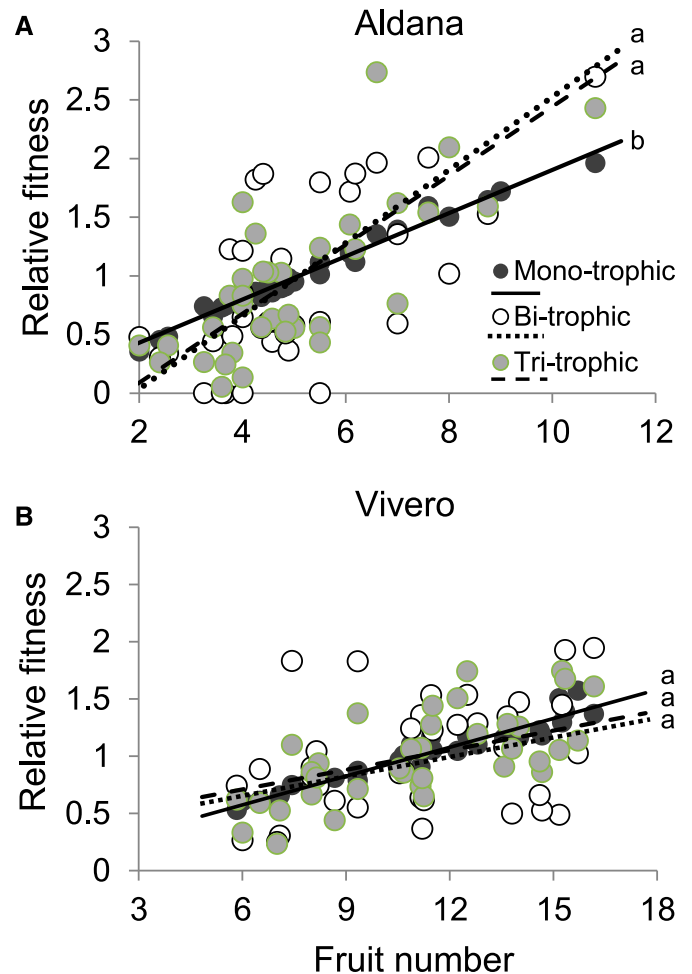 A
Aldana
3
2.5
2
1.5
1
0.5
0
2
4
6
8
10
12
Relative fitness
a
a
b
Mono-trophic
Bi-trophic
Tri-trophic
B
Vivero
3
2.5
2
1.5
1
0.5
0
3
6
9
12
15
18
Relative fitness
a
a
a
Fruit number